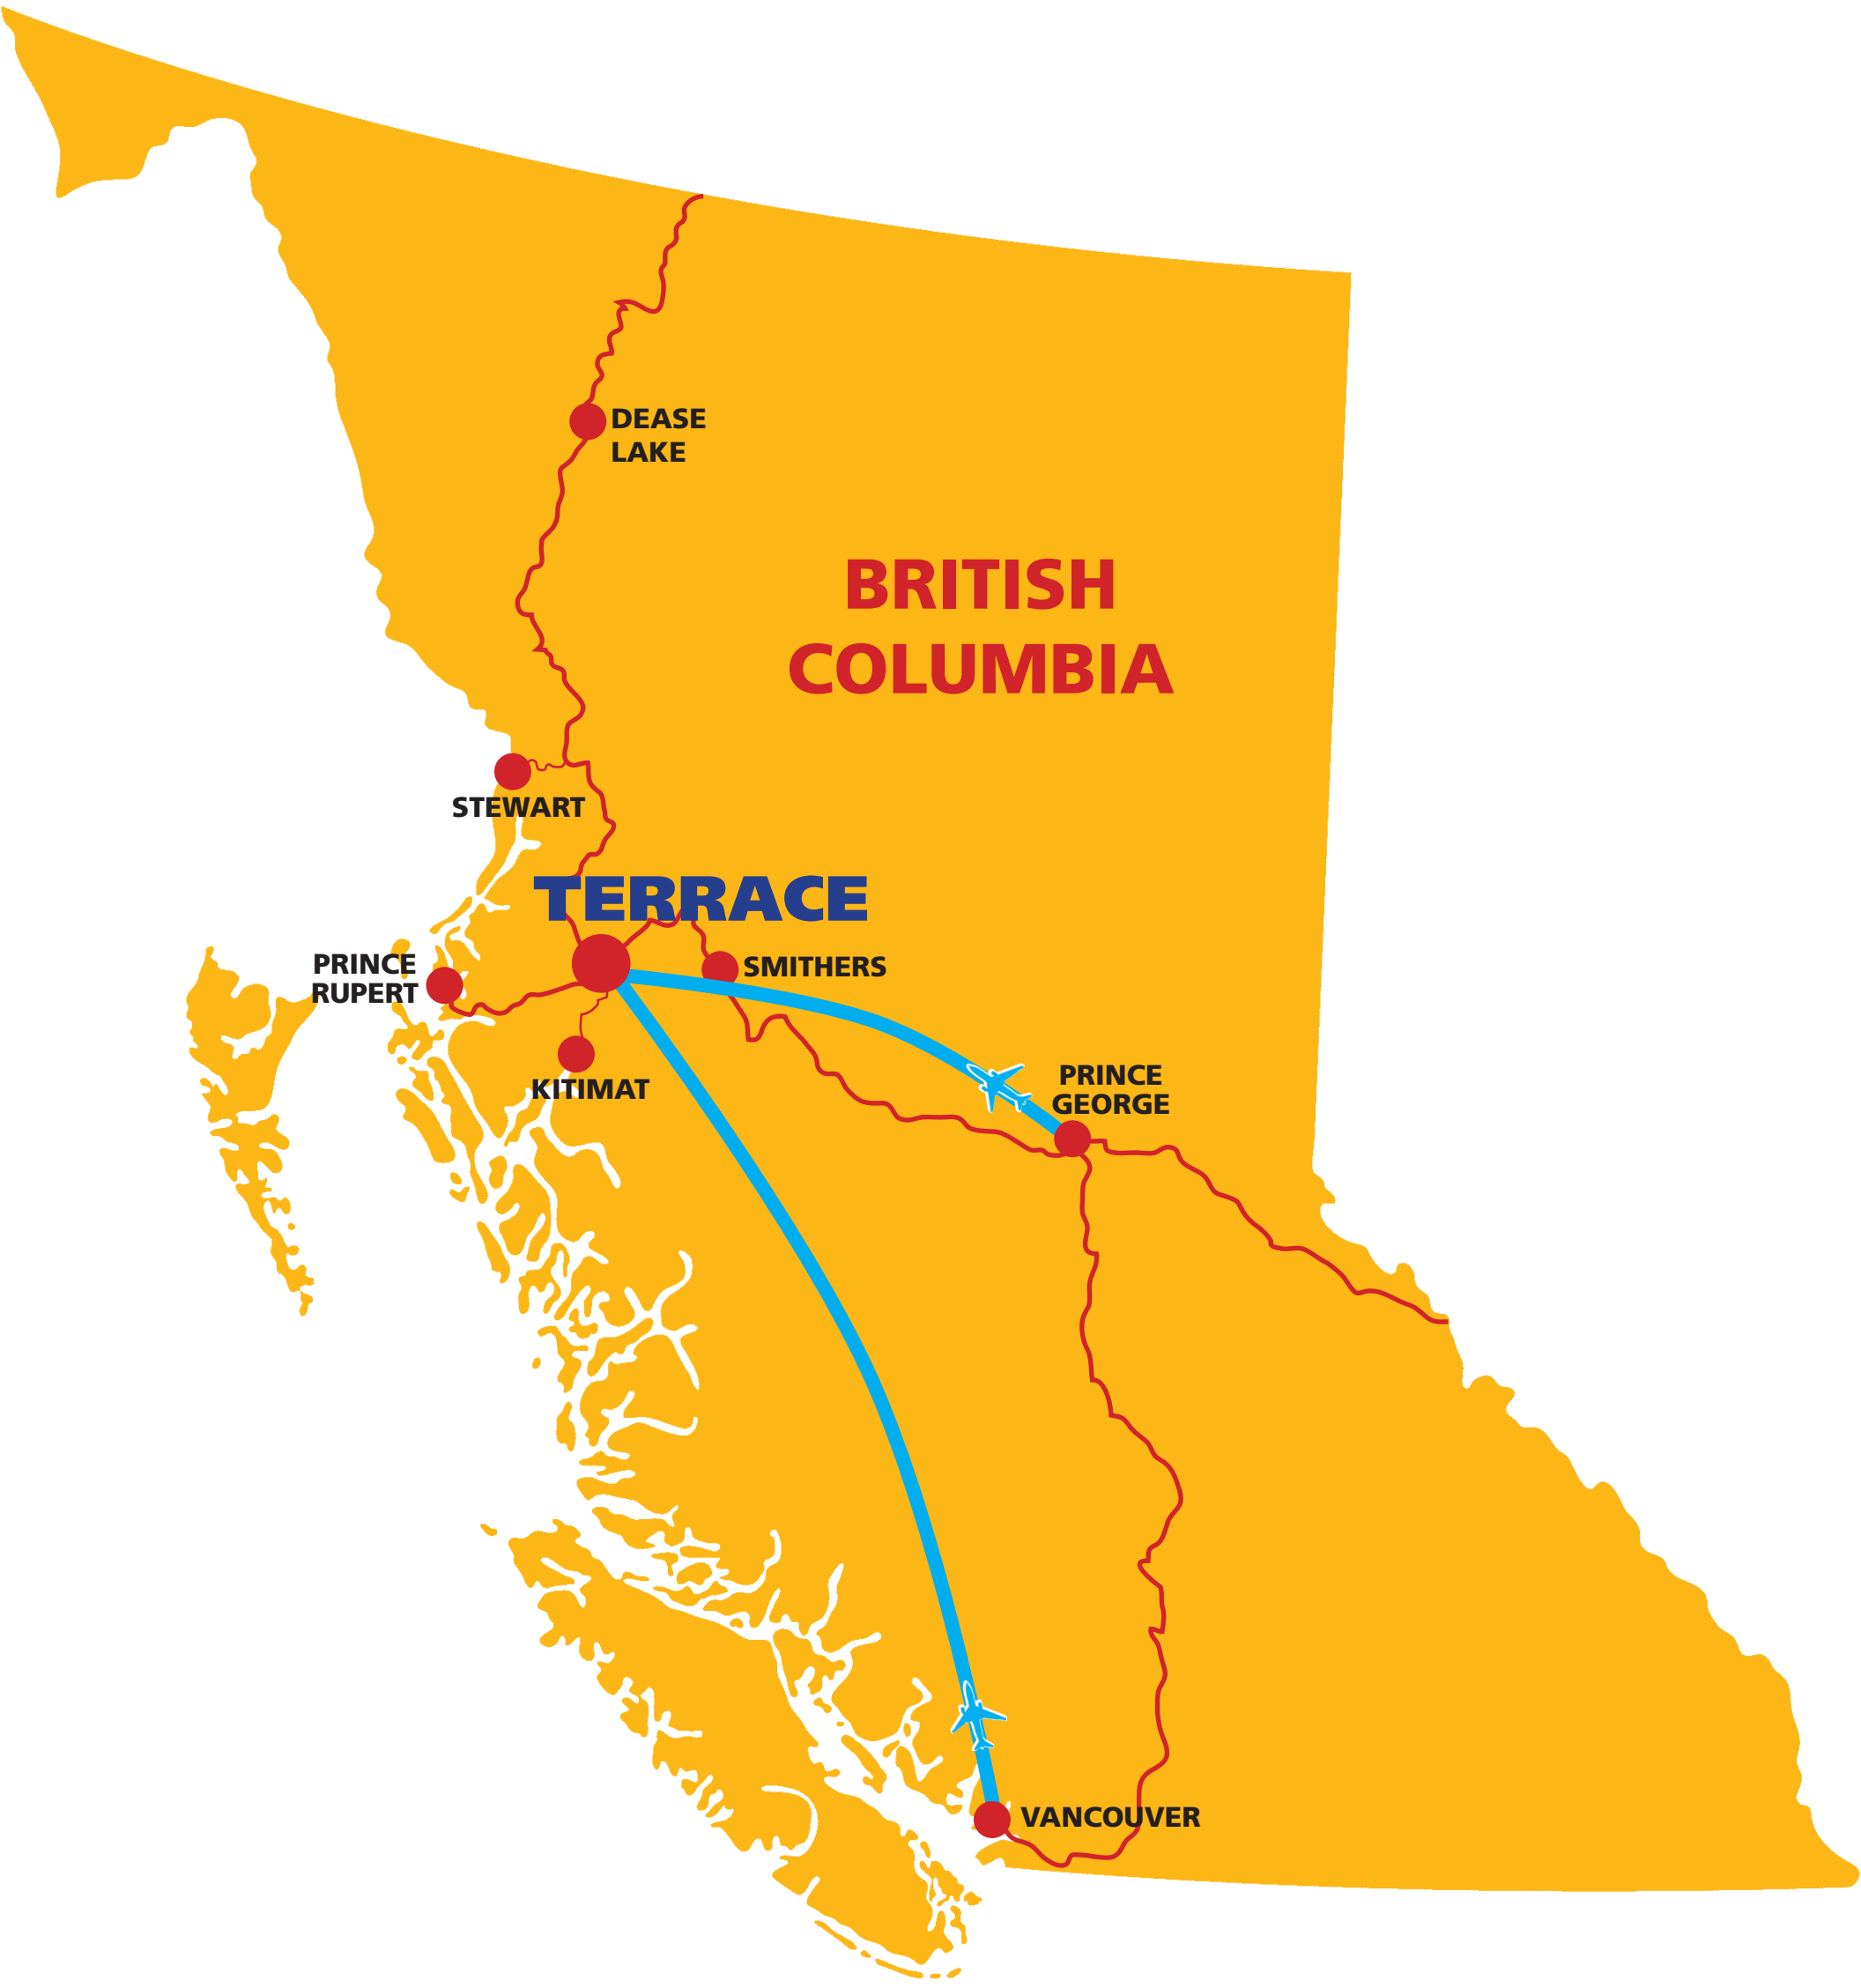 DEASE
LAKE
BRITISH
COLUMBIA
STEWART
TERRACE
PRINCE
RUPERT
SMITHERS
KITIMAT
PRINCE
GEORGE
VANCOUVER